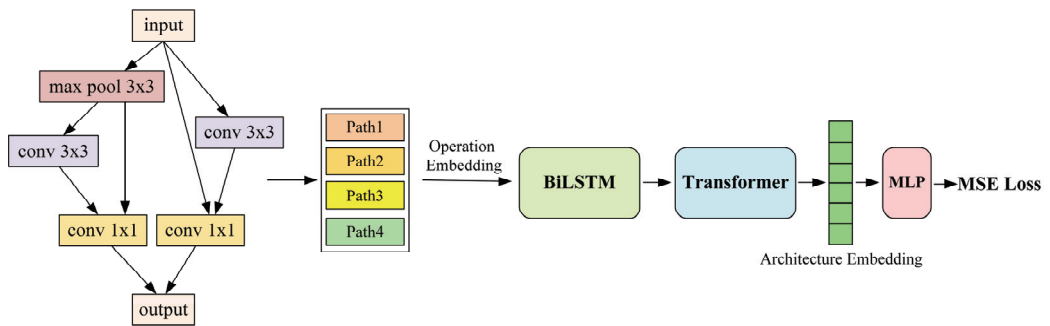 input
max pool 3x3
conv 3x3
conv 3x3
conv 1x1
conv 1x1
output
Path1
Path2
Path3
Path4
Operation
Embedding
BiLSTM
Transformer
Architecture Embedding
MLP
MSE Loss